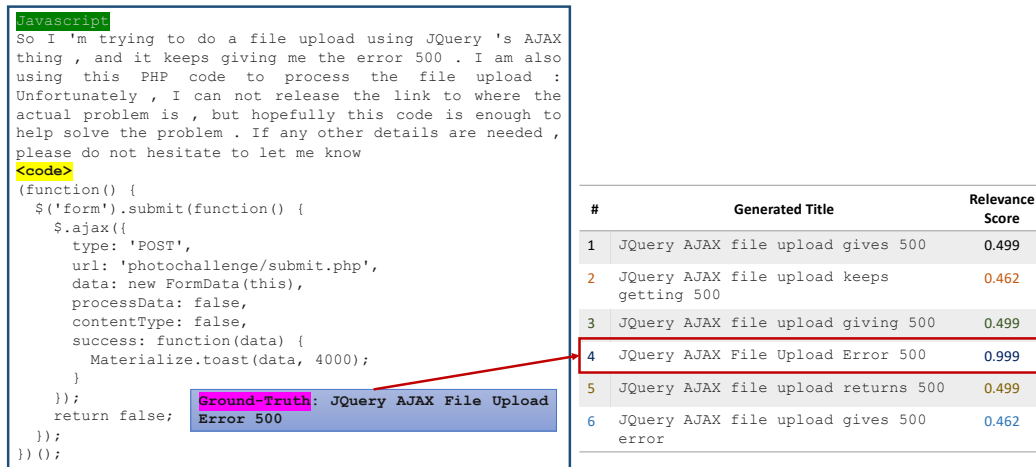 Javascript
So I 'm trying to do a file upload using JQuery 's AJAX
thing , and it keeps giving me the error 500 . I am also
using this PHP code to process the file upload :
Unfortunately , I can not release the link to where the
actual problem is , but hopefully this code is enough to
help solve the problem . If any other details are needed ,
please do not hesitate to let me know
<code>
(function() {
$('form').submit(function() {
$.ajax({
type: 'POST',
url: 'photochallenge/submit.php',
data: new FormData(this),
processData: false,
contentType: false,
success: function(data) {
Materialize.toast(data, 4000);
}
});
return false;
});
})();
Ground-Truth: JQuery AJAX File Upload
Error 500
# Generated Title Relevance
Score
1 JQuery AJAX file upload gives 500 0.499
2 JQuery AJAX file upload keeps
getting 500 0.462
3 JQuery AJAX file upload giving 500 0.499
4 JQuery AJAX File Upload Error 500 0.999
5 JQuery AJAX file upload returns 500 0.499
6 JQuery AJAX file upload gives 500
error 0.462